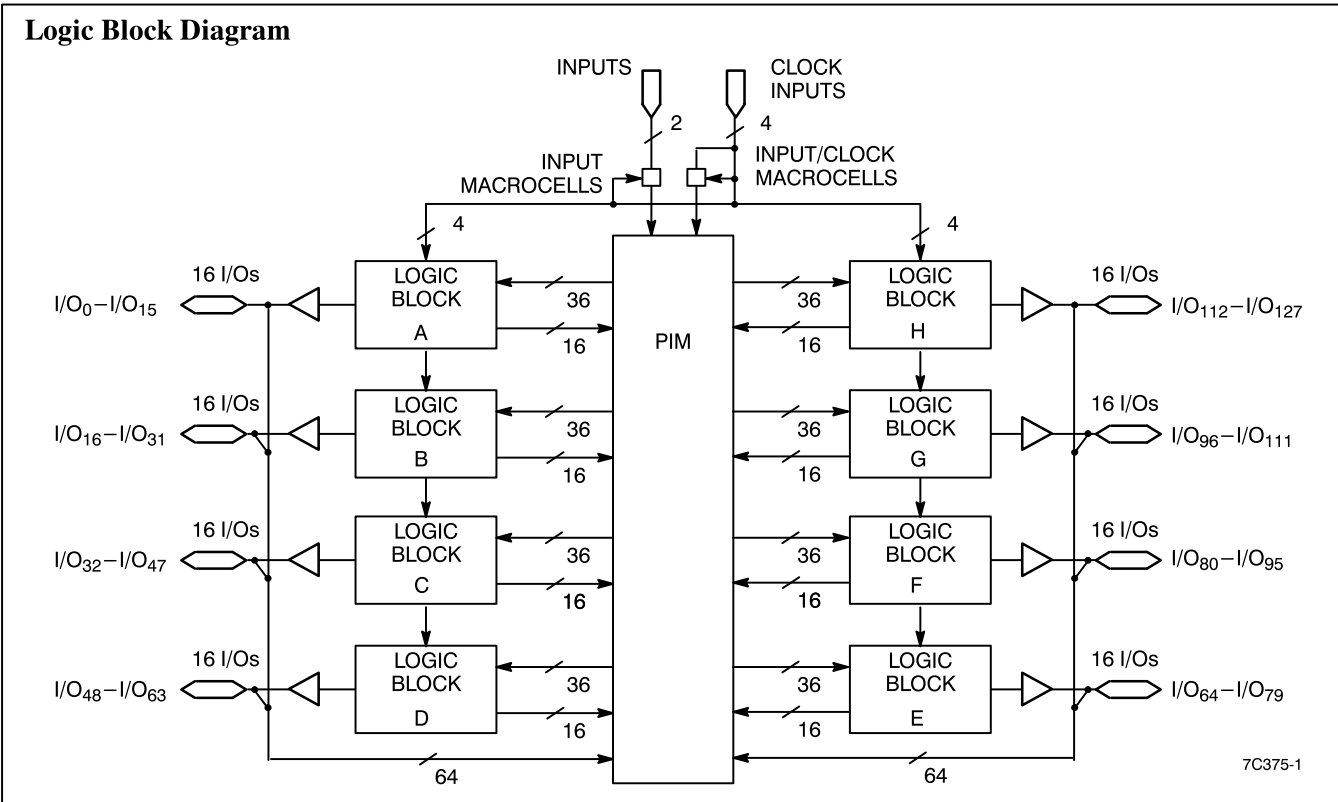 Logic Block Diagram
INPUTS
CLOCK
INPUTS
2
4
INPUT
MACROCELLS
INPUT/CLOCK
MACROCELLS
4
4
16 I/Os
LOGIC
BLOCK
A
36
16
PIM
36
16
LOGIC
BLOCK
H
16 I/Os
I/O0–I/O15
I/O112–I/O127
16 I/Os
LOGIC
BLOCK
B
36
16
36
16
LOGIC
BLOCK
G
16 I/Os
I/O16–I/O31
I/O96–I/O111
16 I/Os
LOGIC
BLOCK
C
36
16
36
16
LOGIC
BLOCK
F
16 I/Os
I/O32–I/O47
I/O80–I/O95
16 I/Os
LOGIC
BLOCK
D
36
16
36
16
LOGIC
BLOCK
E
16 I/Os
I/O48–I/O63
I/O64–I/O79
64
64
7C375-1